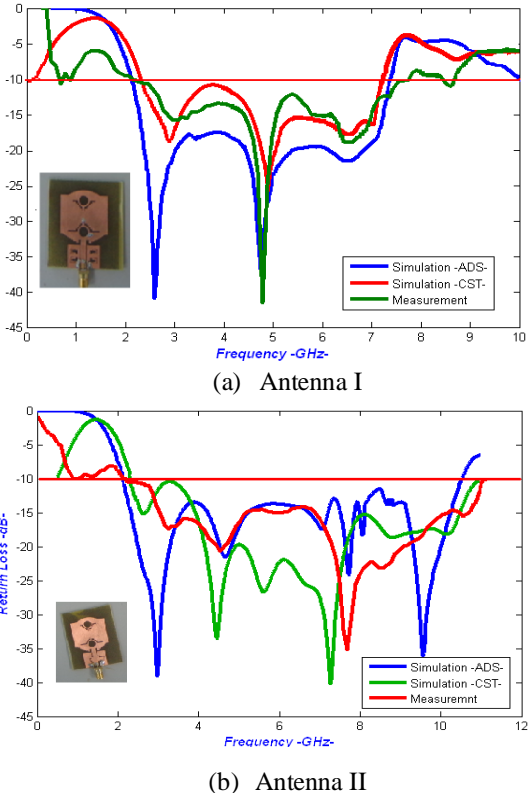 0
-5
-10
-15
-20
-25
-30
-35
-40
-45
0 1 2 3 4 5 6 7 8 9 10
Simulation -ADS-
Simulation -CST-
Measurement
Frequency -GHz-
(a) Antenna I
0
-5
-10
-15
-20
-25
-30
-35
-40
-45
Return Loss -dB-
0 2 4 6 8 10 12
Simulation -ADS-
Simulation -CST-
Measuremnt
Frequency -GHz-
(b) Antenna II